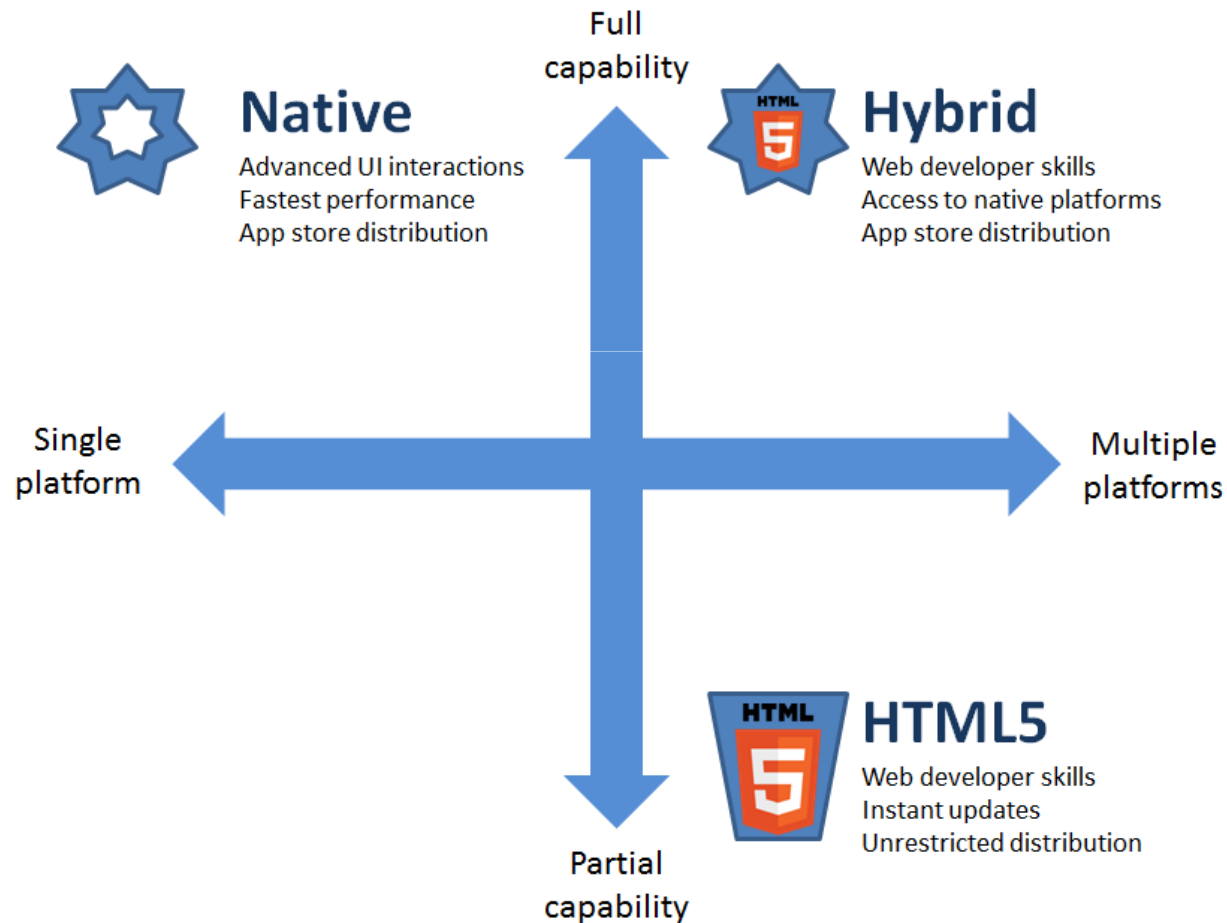 Full
capability
Native
Advanced UI interactions
Fastest performance
App store distribution
HTML
5
Hybrid
Web developer skills
Access to native platforms
App store distribution
Single
platform
Multiple
platforms
HTML
5
HTML5
Web developer skills
Instant updates
Unrestricted distribution
Partial
capability